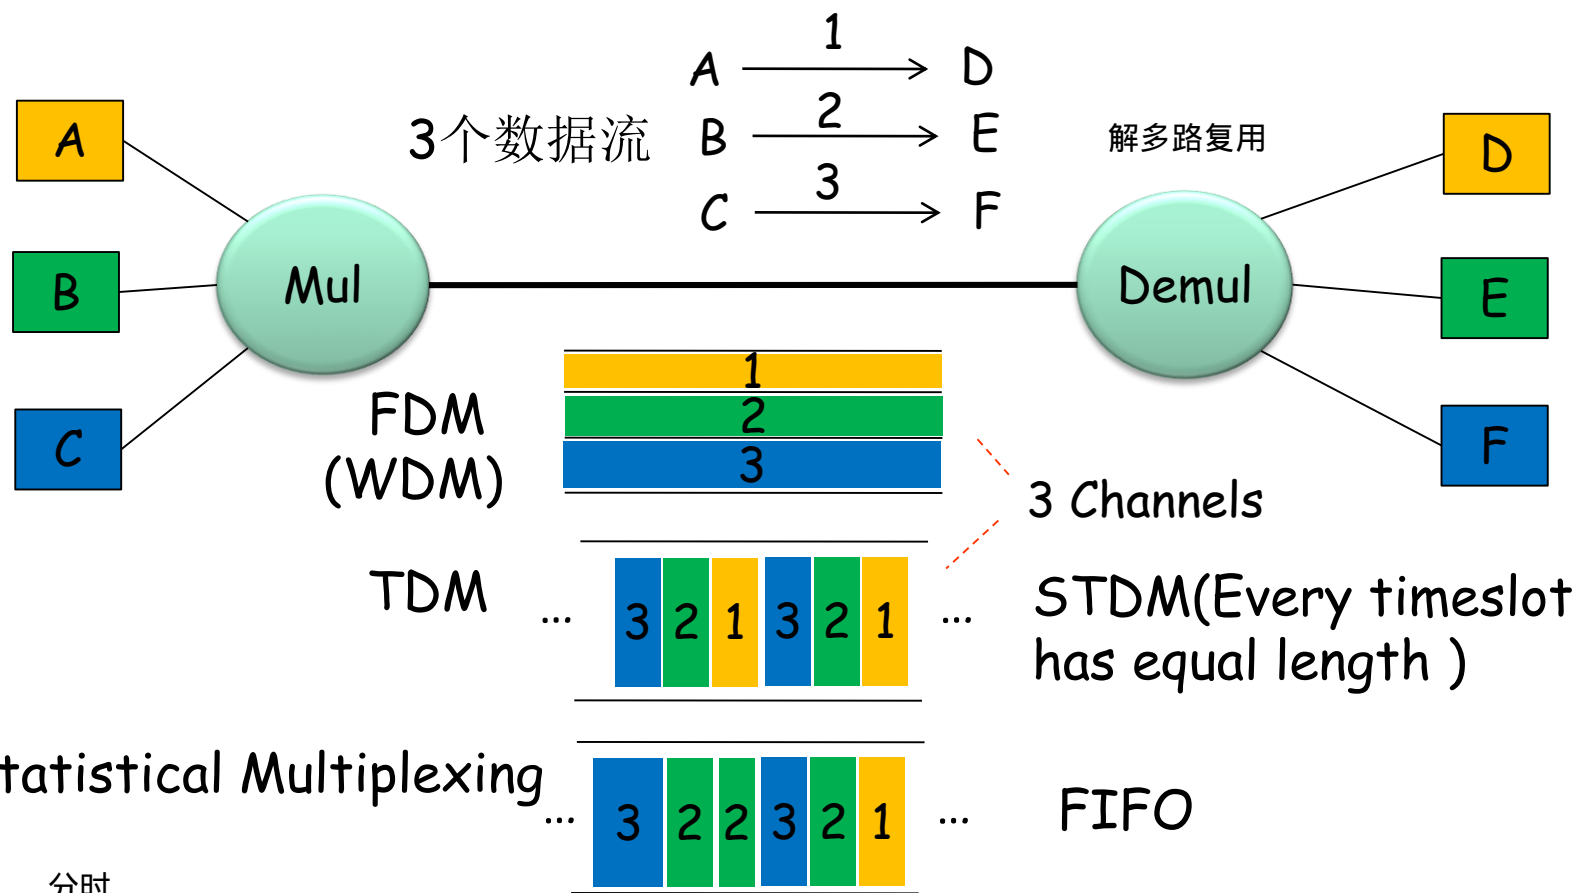 1
A
D
3个数据流
2
B
E
3
C
F
解多路复用
A
D
B
Mul
Demul
E
C
F
1
FDM
2
(WDM)
3
3 Channels
TDM
... 3 2 1 3 2 1 ...
STDM(Every timeslot
has equal length )
tatistical Multiplexing
... 3 2 2 3 2 1 ...
FIFO
分时